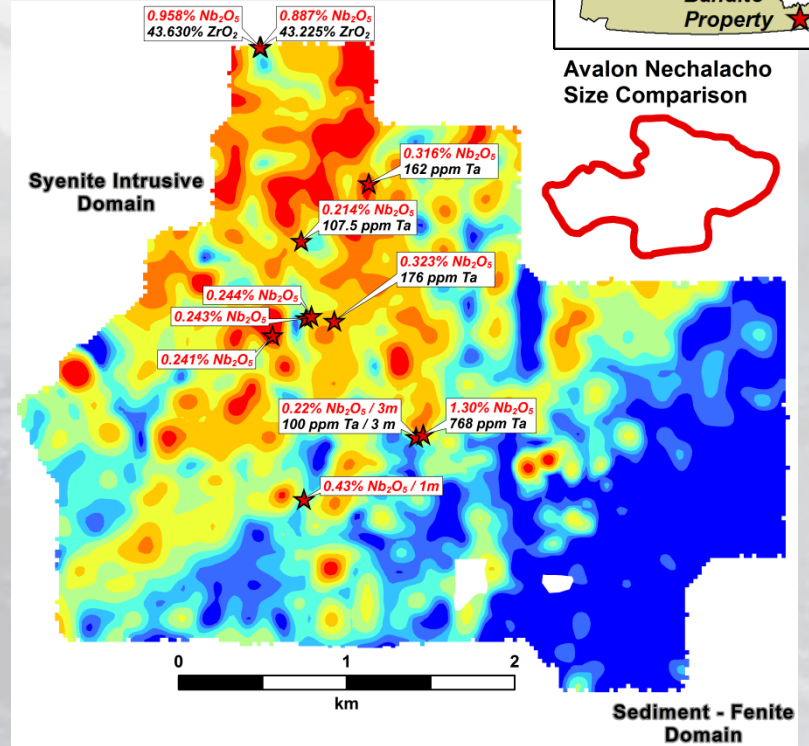 Bandito
Property
Avalon Nechalacho
Size Comparison
0.958% Nb₂O₅
43.630% ZrO₂
0.887% Nb₂O₅
43.225% ZrO₂
Syenite Intrusive
Domain
0.316% Nb₂O₅
162 ppm Ta
0.214% Nb₂O₅
107.5 ppm Ta
0.323% Nb₂O₅
176 ppm Ta
0.244% Nb₂O₅
0.243% Nb₂O₅
0.241% Nb₂O₅
0.22% Nb₂O₅ / 3m
100 ppm Ta / 3 m
1.30% Nb₂O₅
768 ppm Ta
0.43% Nb₂O₅ / 1m
0 1 2
km
Sediment - Fenite
Domain